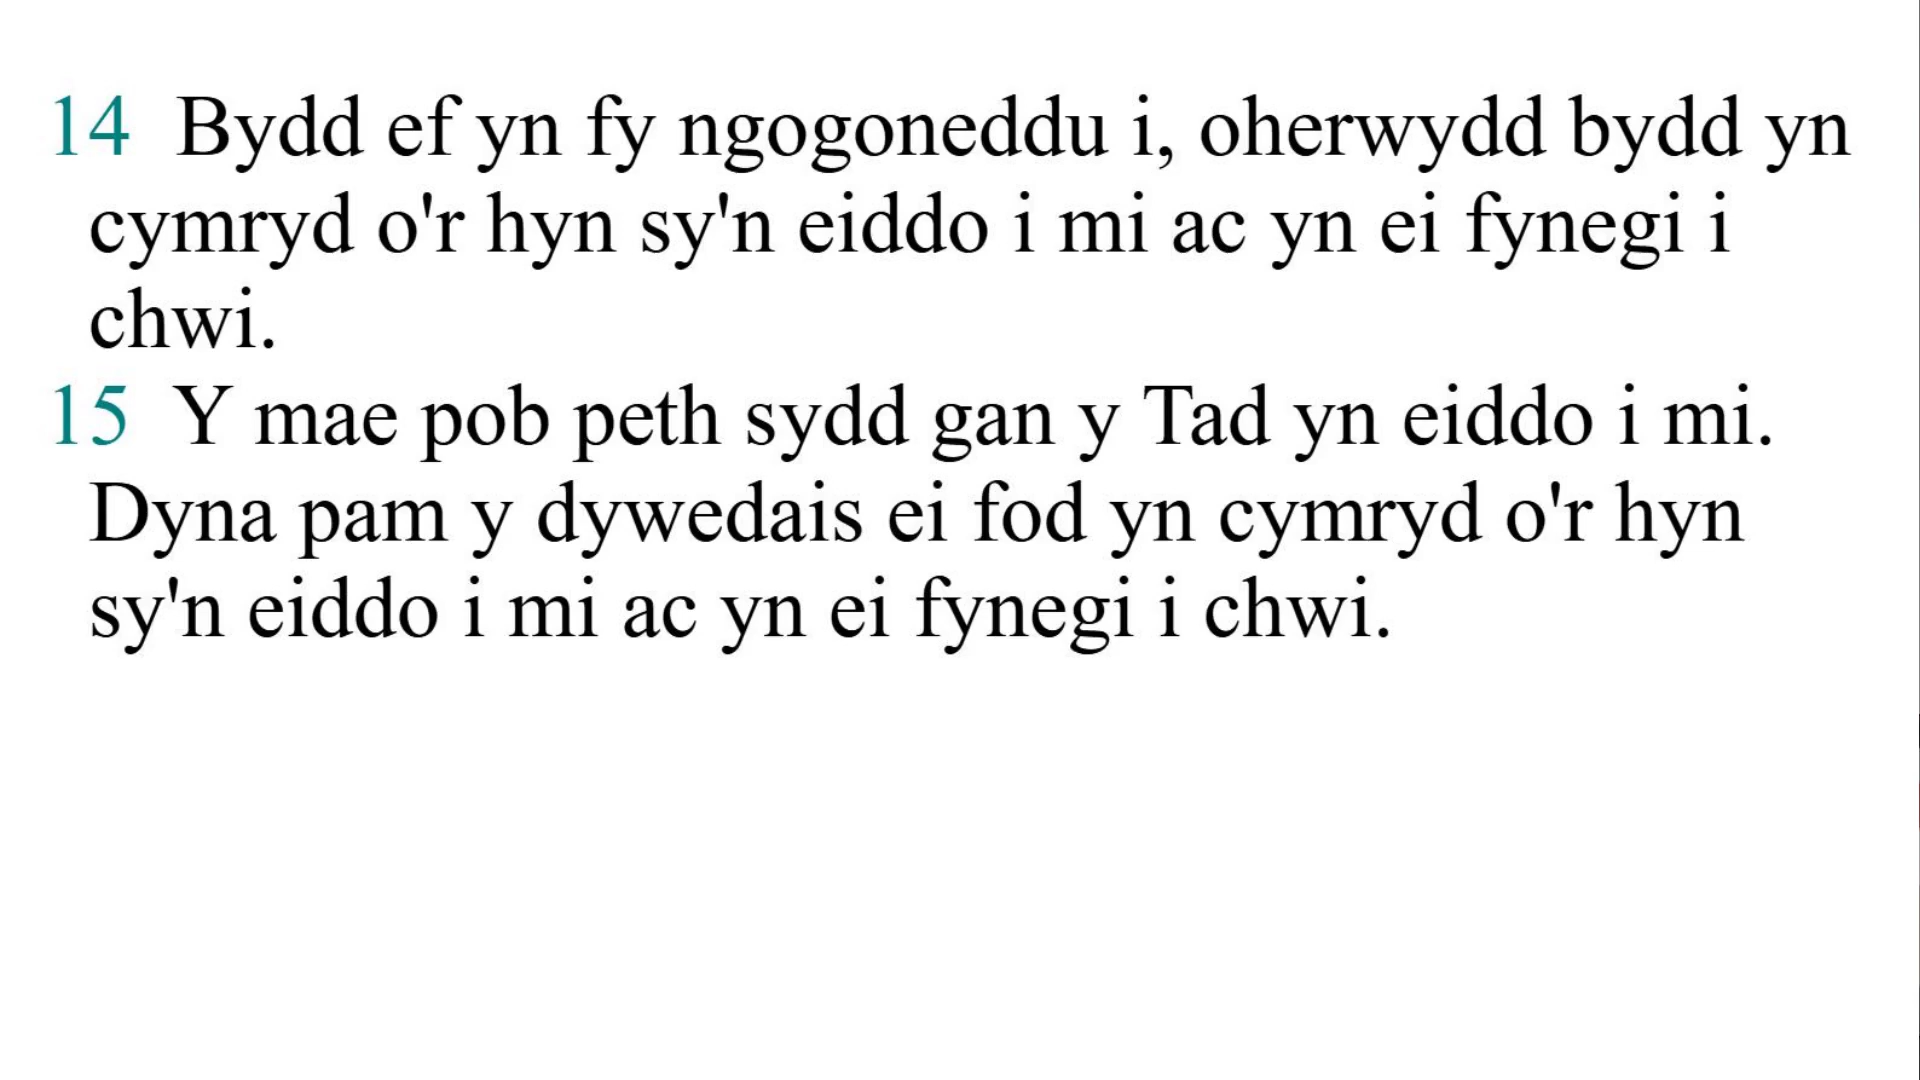 14 Bydd ef yn fy ngogoneddu i, oherwydd bydd yn
cymryd o'r hyn sy'n eiddo i mi ac yn ei fynegi i
chwi.
15 Y mae pob peth sydd gan y Tad yn eiddo i mi.
Dyna pam y dywedais ei fod yn cymryd o'r hyn
sy'n eiddo i mi ac yn ei fynegi i chwi.